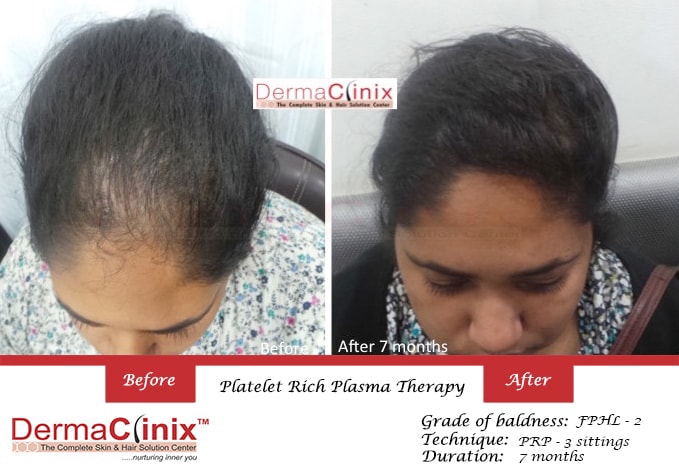 DermaClinix
The Complete Skin & Hair Solution Center
Before
After 7 months
Before
Platelet Rich Plasma Therapy
After
DermaClinix™
The Complete Skin & Hair Solution Center
.....nurturing inner you
Grade of baldness: FPHL - 2
Technique: PRP - 3 sittings
Duration: 7 months